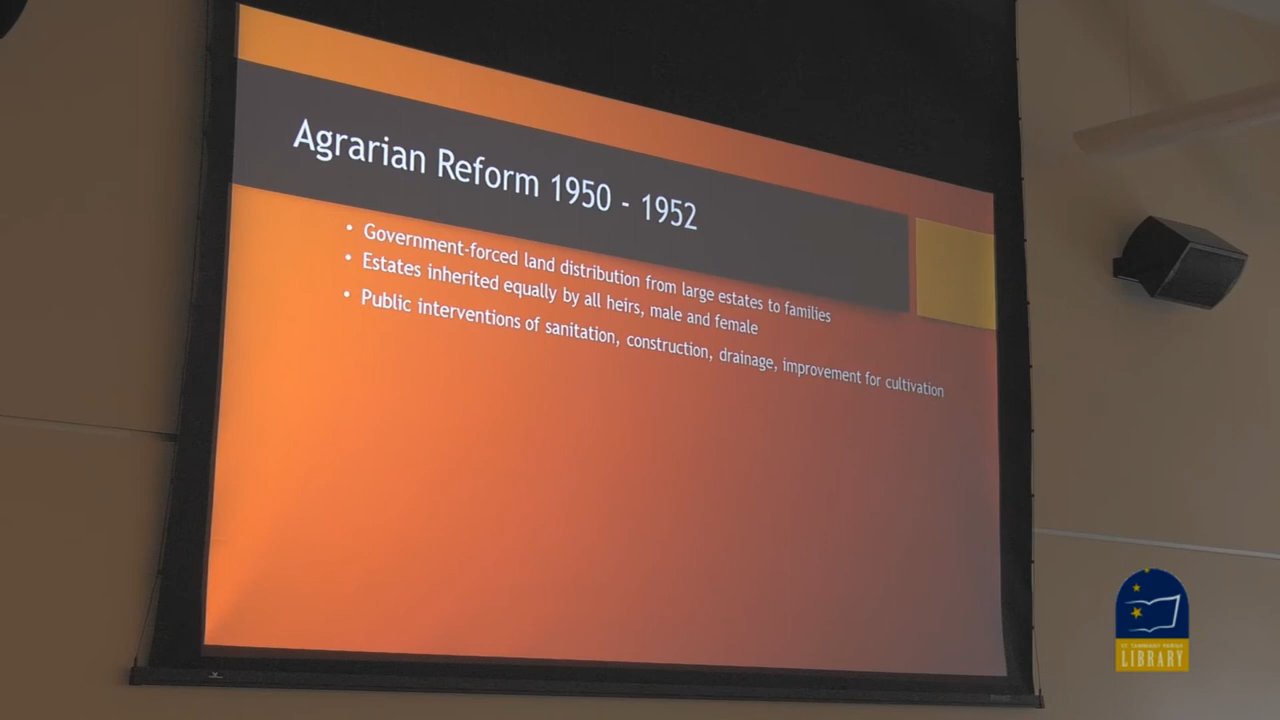 Agrarian Reform 1950 - 1952
• Government-forced land distribution from large estates to families
• Estates inherited equally by all heirs, male and female
• Public interventions of sanitation, construction, drainage, improvement for cultivation
LIBRARY